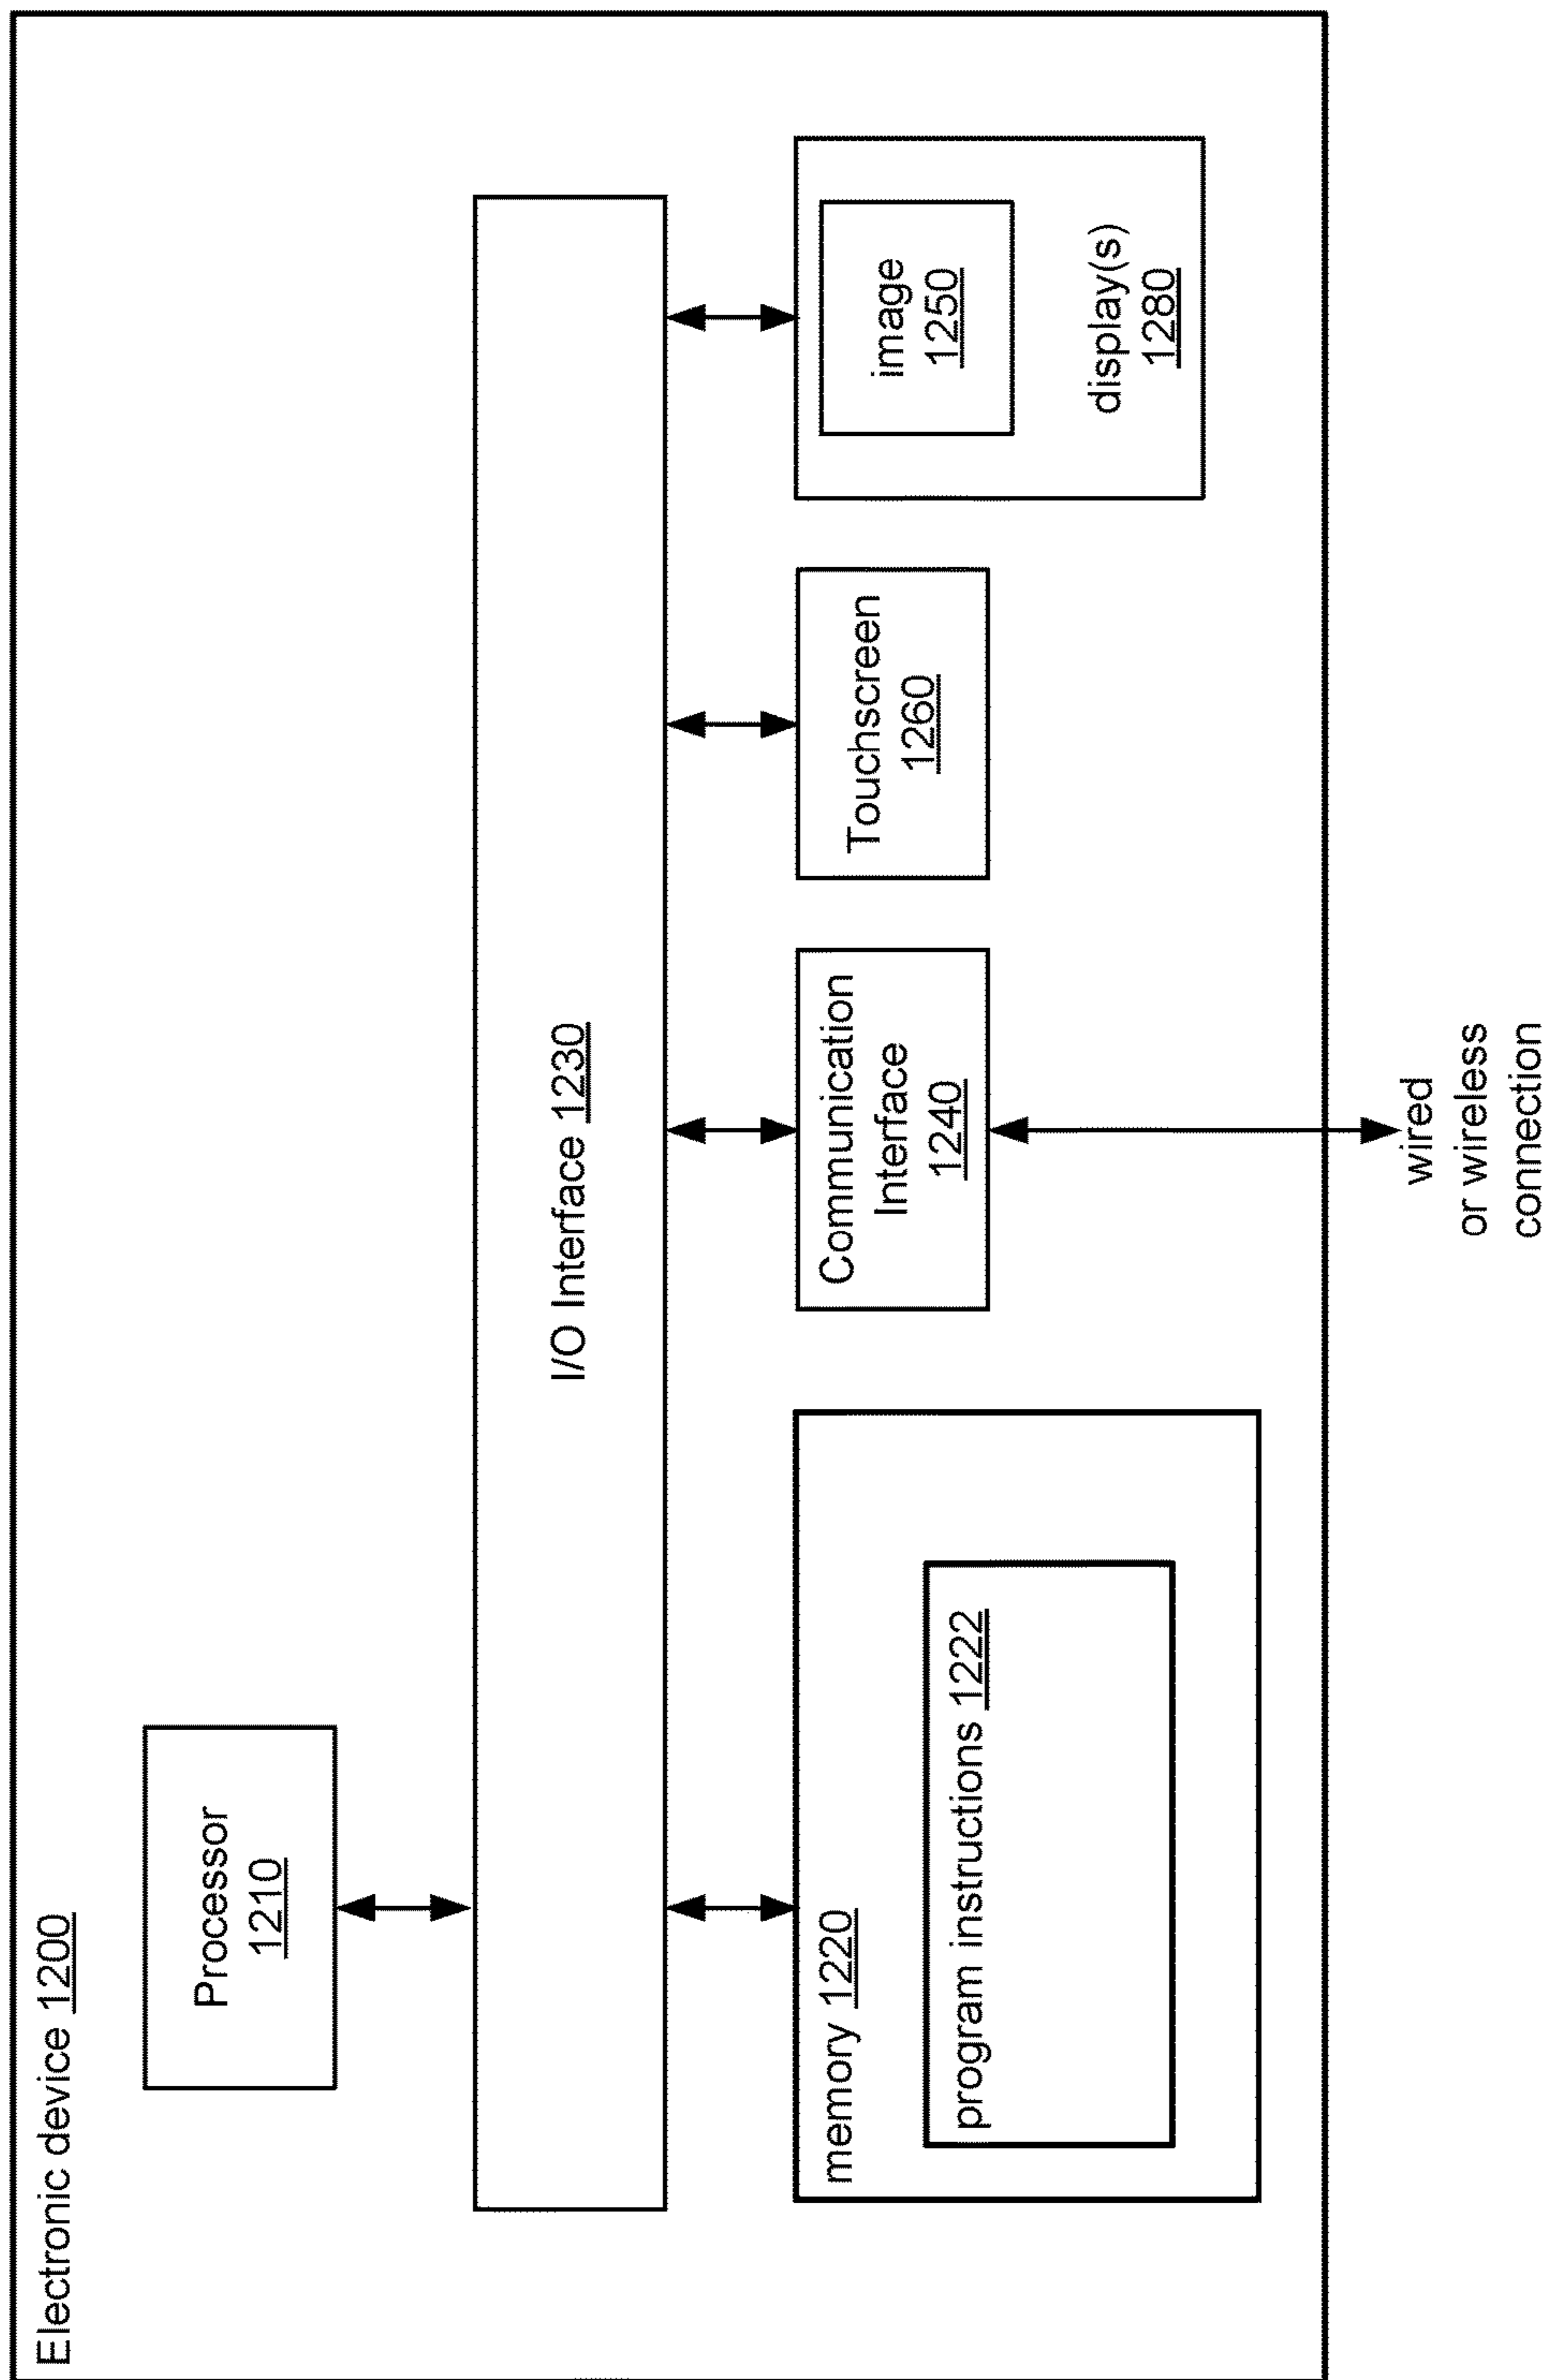 Electronic device 1200
Processor
1210
I/O Interface 1230
memory 1220
program instructions 1222
Communication
Interface
1240
Touchscreen
1260
image
1250
display(s)
1280
wired
or wireless
connection